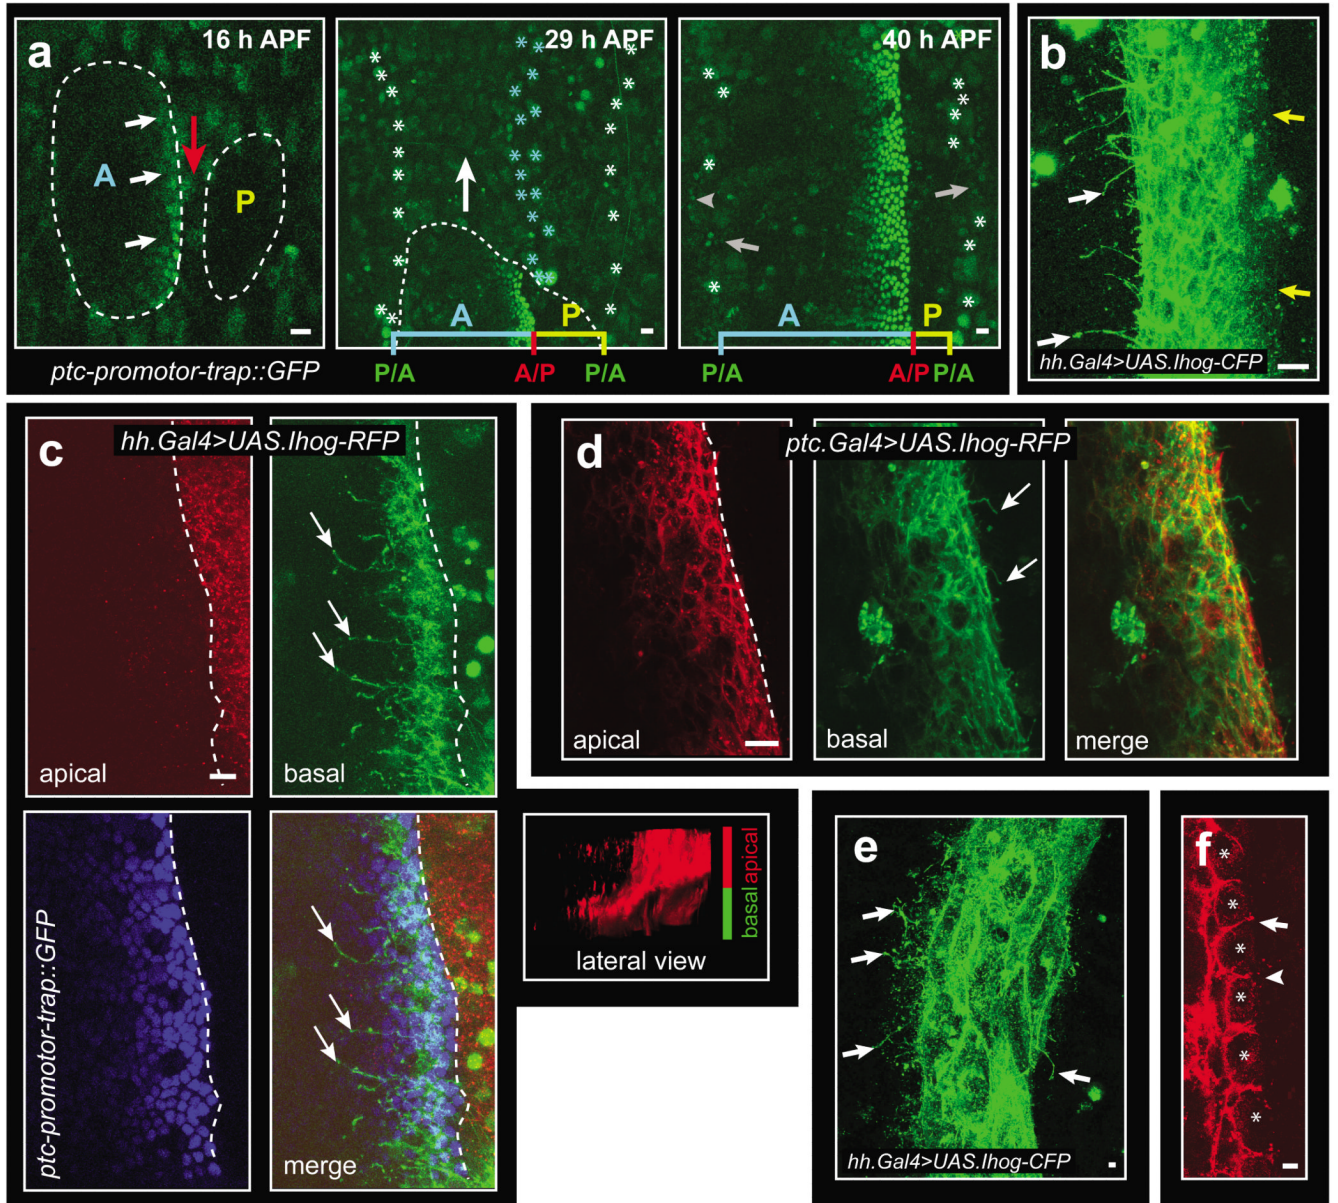 a
16 h APF
A
P
ptc-promotor-trap::GFP
29 h APF
A
P
P/A
A/P
P/A
40 h APF
A
P
P/A
A/P
P/A
b
hh.Gal4>UAS.Ihog-CFP
c
hh.Gal4>UAS.Ihog-RFP
apical
basal
ptc-promotor-trap::GFP
merge
basal
apical
lateral view
d
ptc.Gal4>UAS.Ihog-RFP
apical
basal
merge
e
hh.Gal4>UAS.Ihog-CFP
f